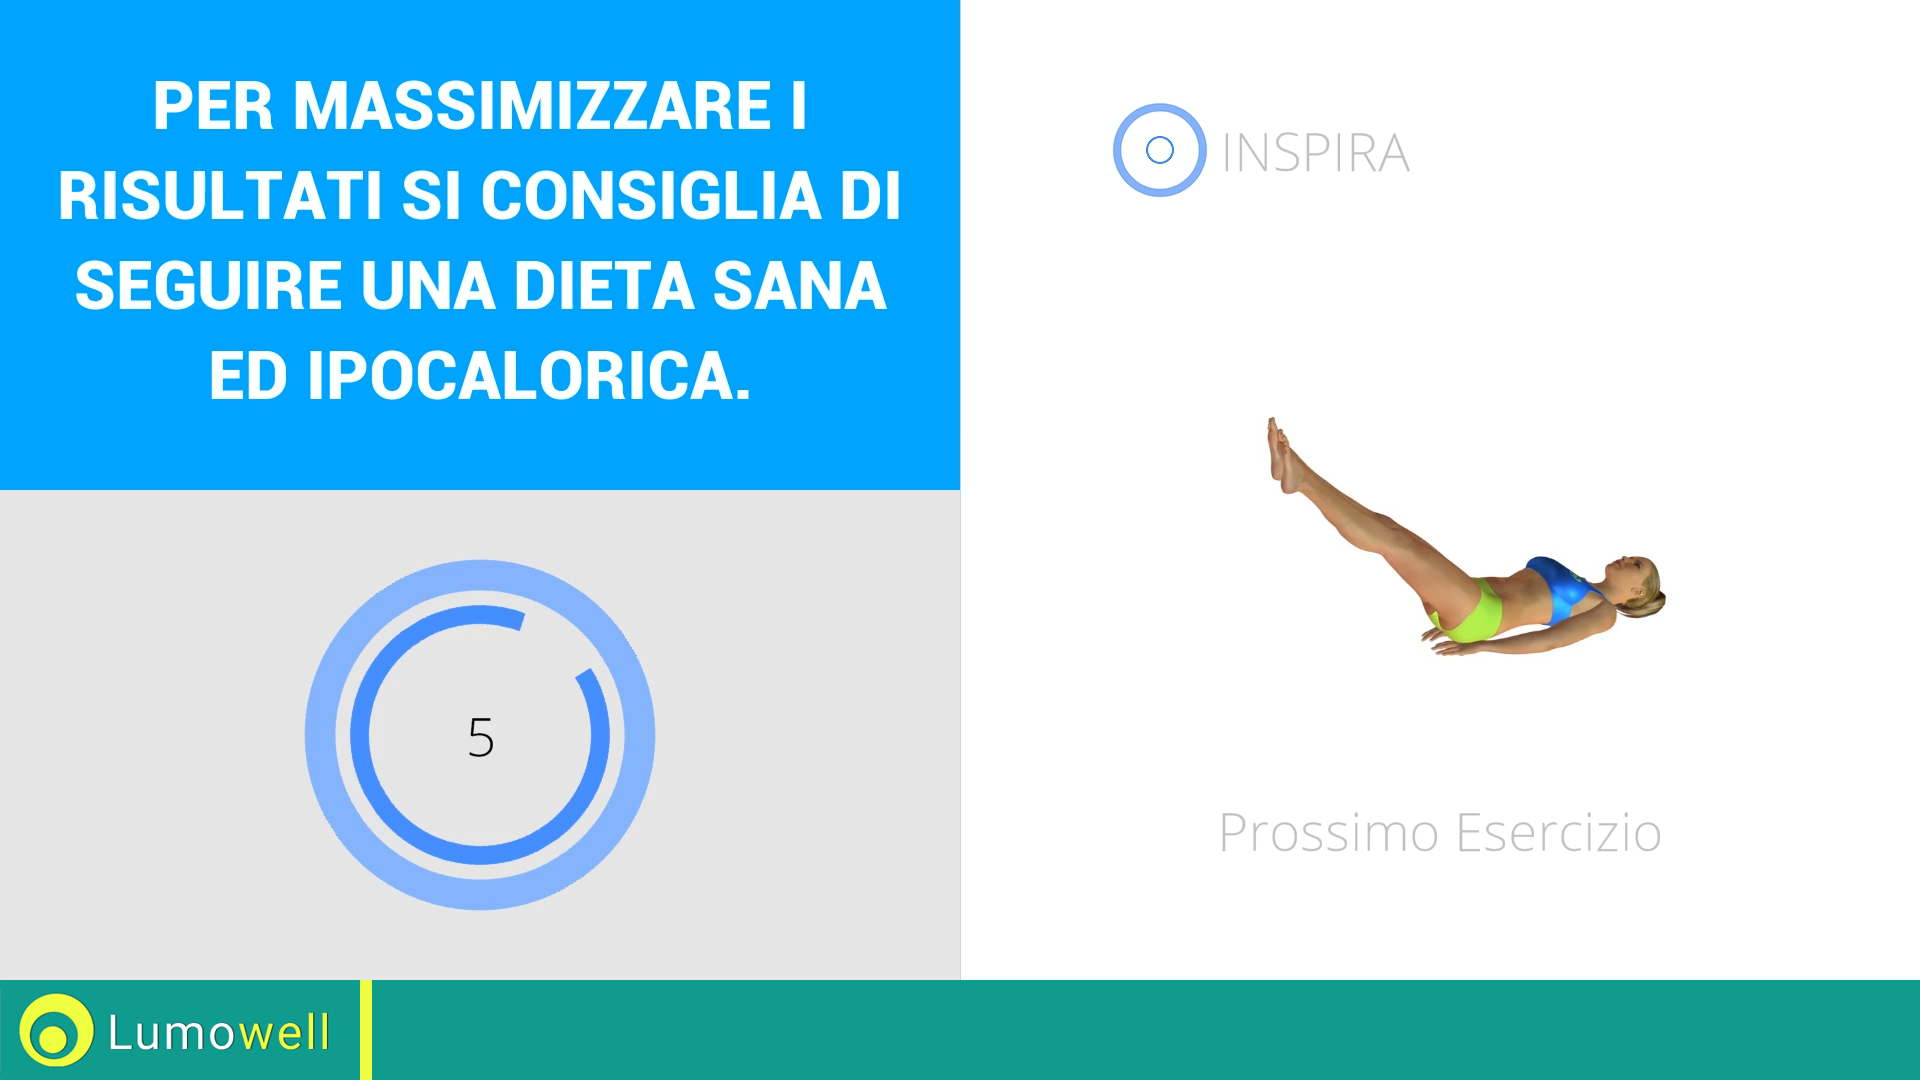 PER MASSIMIZZARE I
RISULTATI SI CONSIGLIA DI
SEGUIRE UNA DIETA SANA
ED IPOCALORICA.
INSPIRA
5
Prossimo Esercizio
Lumowell